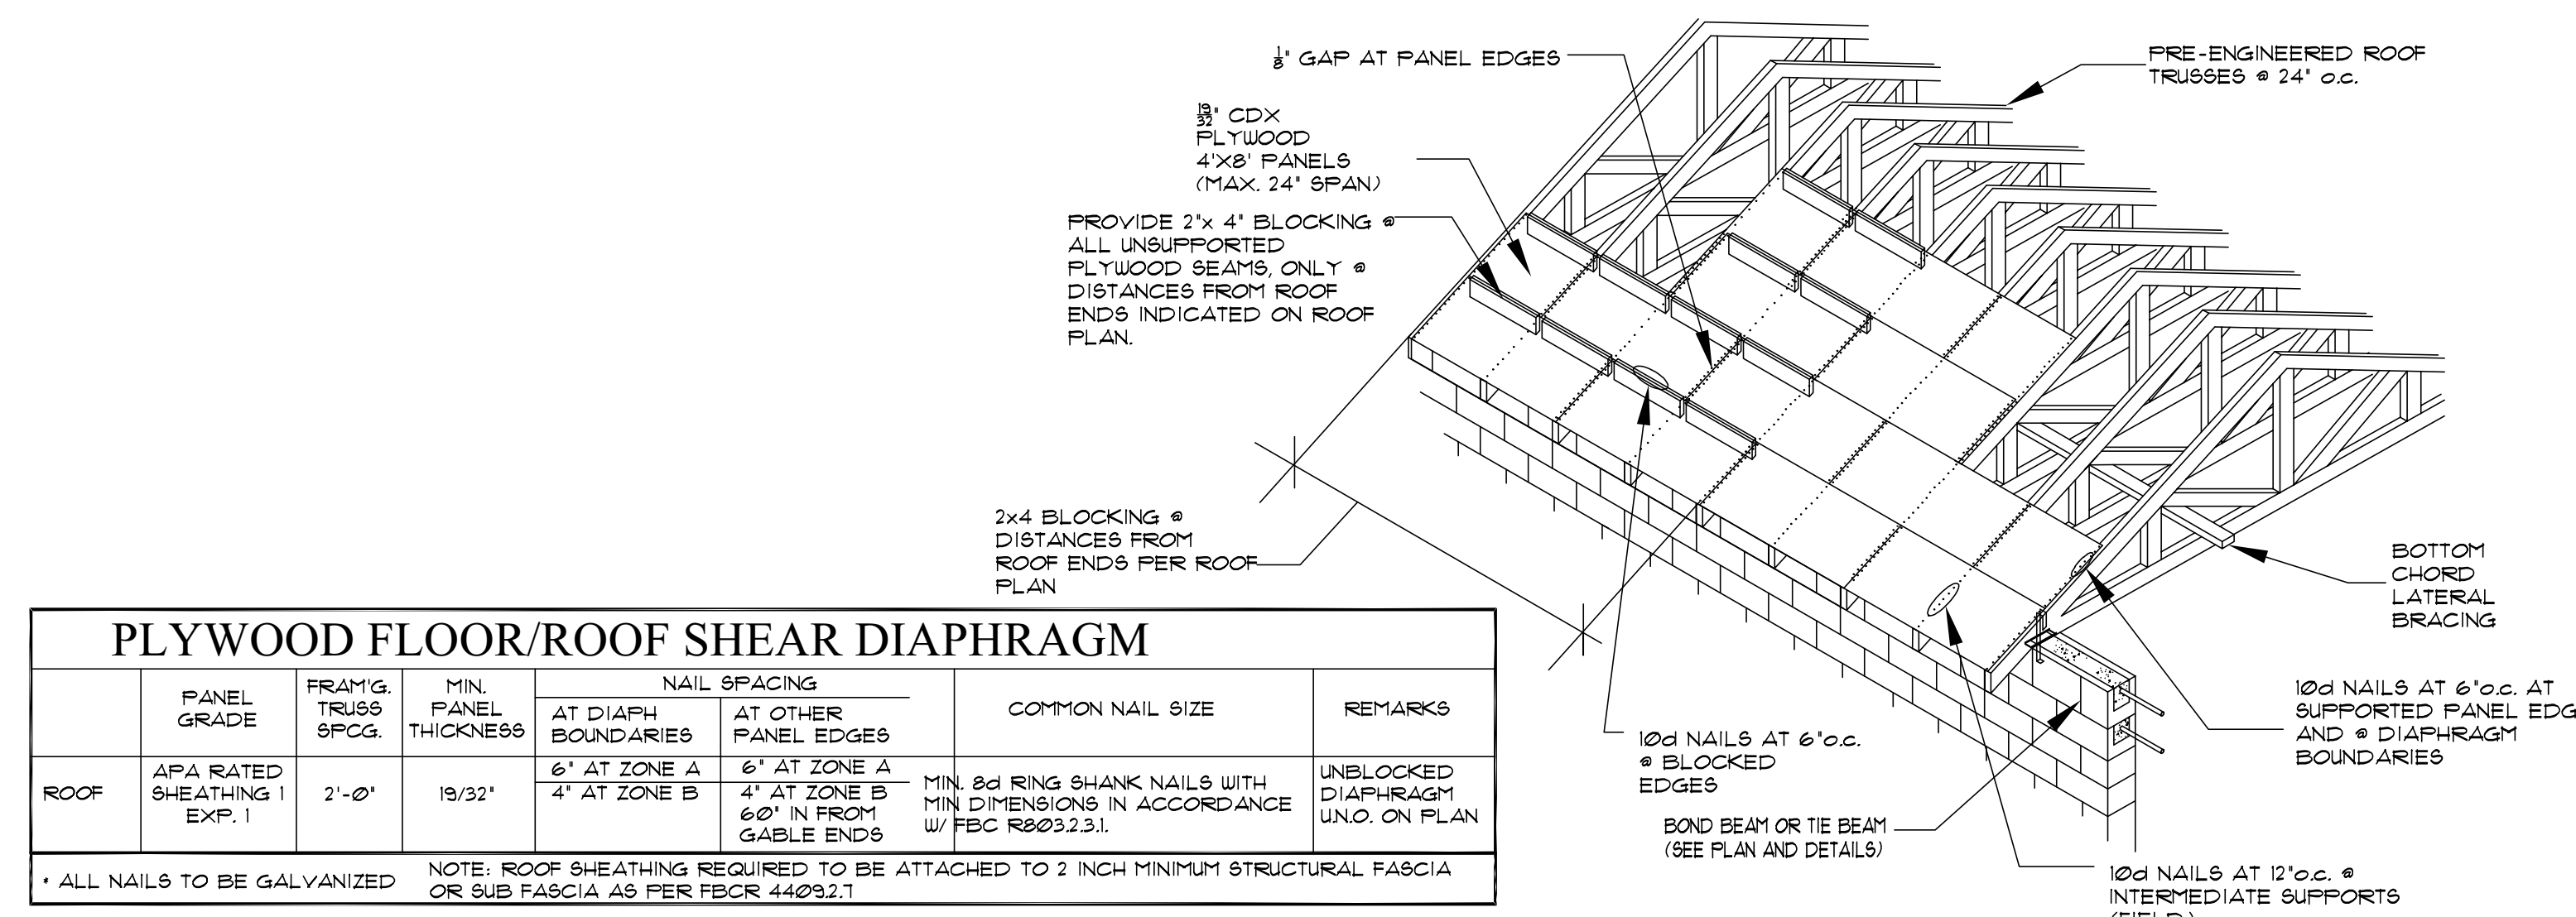 1/8" GAP AT PANEL EDGES
PRE-ENGINEERED ROOF
TRUSSES @ 24" o.c.
19/32" CDX
PLYWOOD
4'X8' PANELS
(MAX. 24" SPAN)
PROVIDE 2"x 4" BLOCKING @
ALL UNSUPPORTED
PLYWOOD SEAMS, ONLY @
DISTANCES FROM ROOF
ENDS INDICATED ON ROOF
PLAN.
2x4 BLOCKING @
DISTANCES FROM
ROOF ENDS PER ROOF
PLAN
BOTTOM
CHORD
LATERAL
BRACING
10d NAILS AT 6"o.c. AT
SUPPORTED PANEL EDG
AND @ DIAPHRAGM
BOUNDARIES
10d NAILS AT 6"o.c.
@ BLOCKED
EDGES
BOND BEAM OR TIE BEAM
(SEE PLAN AND DETAILS)
10d NAILS AT 12"o.c. @
INTERMEDIATE SUPPORTS
(FIELD)
PLYWOOD FLOOR/ROOF SHEAR DIAPHRAGM
PANEL
GRADE
FRAM'G.
TRUSS
SPCG.
MIN.
PANEL
THICKNESS
NAIL SPACING
AT DIAPH
BOUNDARIES
AT OTHER
PANEL EDGES
COMMON NAIL SIZE
REMARKS
ROOF
APA RATED
SHEATHING 1
EXP. 1
2'-0"
19/32"
6" AT ZONE A
4" AT ZONE B
6" AT ZONE A
4" AT ZONE B
60" IN FROM
GABLE ENDS
MIN. 8d RING SHANK NAILS WITH
MIN DIMENSIONS IN ACCORDANCE
W/ FBC R803.2.3.1.
UNBLOCKED
DIAPHRAGM
U.N.O. ON PLAN
* ALL NAILS TO BE GALVANIZED
NOTE: ROOF SHEATHING REQUIRED TO BE ATTACHED TO 2 INCH MINIMUM STRUCTURAL FASCIA
OR SUB FASCIA AS PER FBCR 4409.2.7